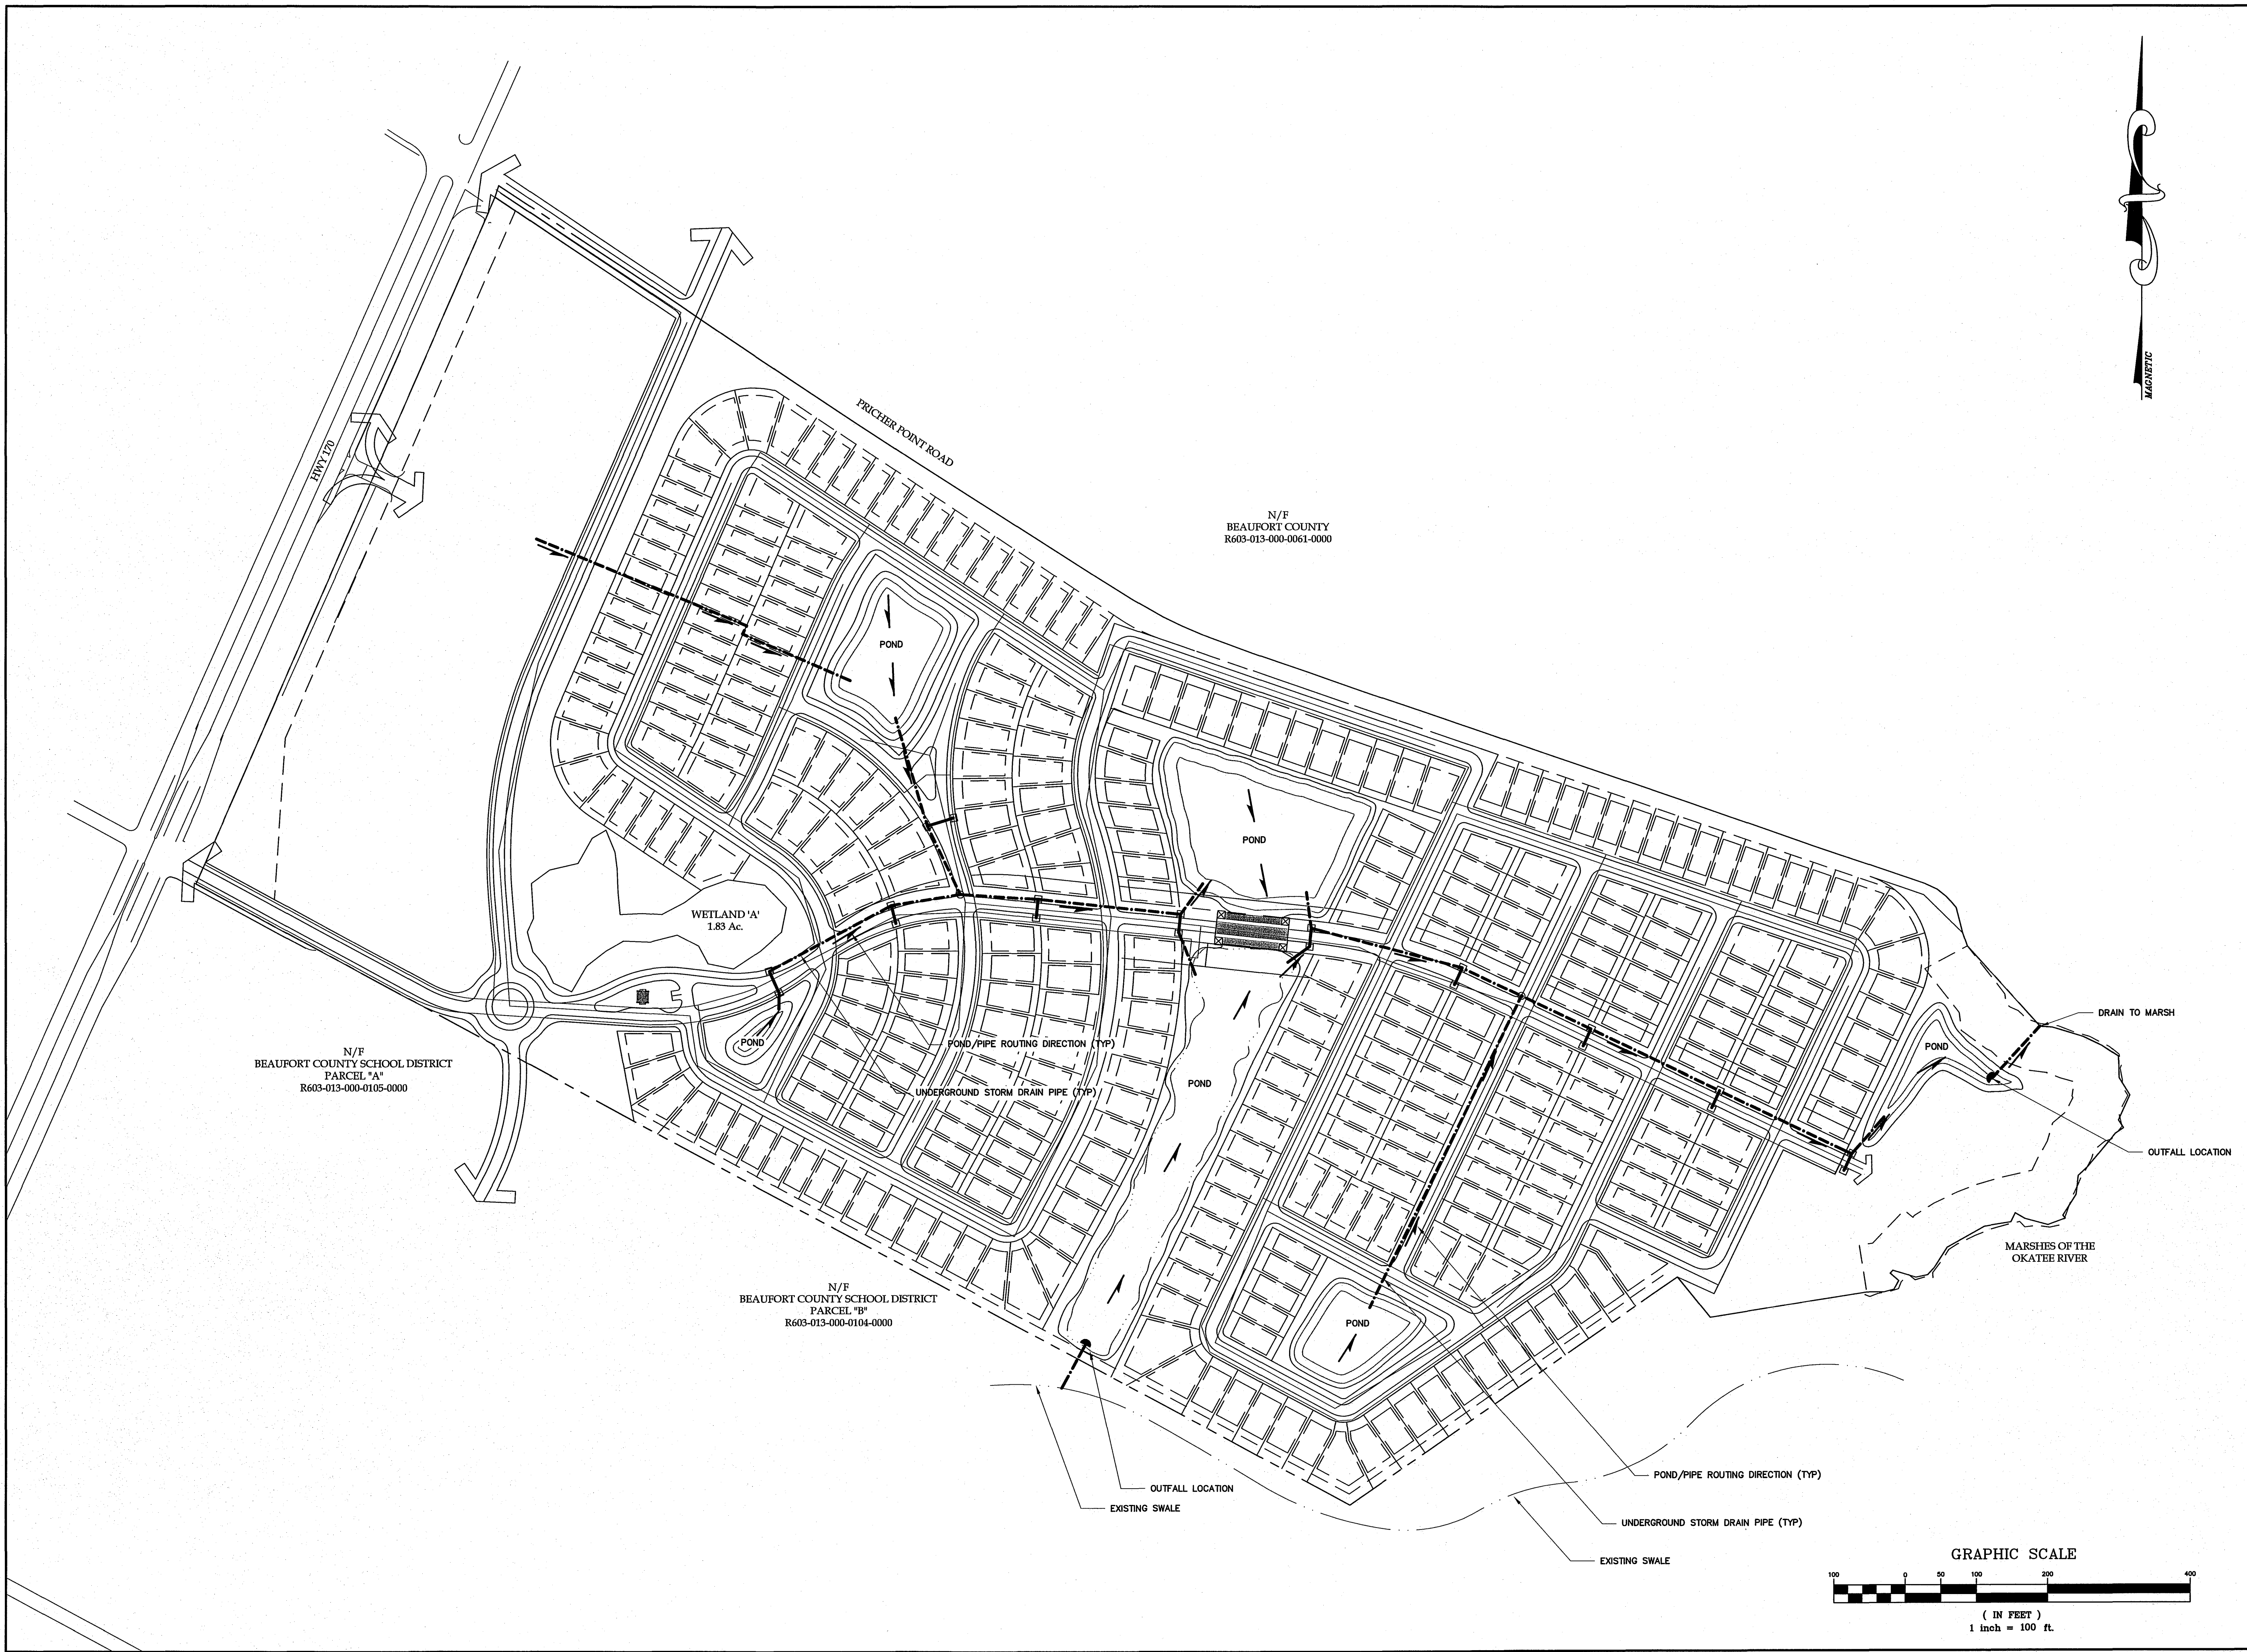 MAGNETIC
HWY 170
PRICHER POINT ROAD
N/F
BEAUFORT COUNTY
R603-013-000-0061-0000
POND
POND
WETLAND 'A'
1.83 Ac.
POND
POND/PIPE ROUTING DIRECTION (TYP)
UNDERGROUND STORM DRAIN PIPE (TYP)
POND
POND
DRAIN TO MARSH
OUTFALL LOCATION
N/F
BEAUFORT COUNTY SCHOOL DISTRICT
PARCEL "A"
R603-013-000-0105-0000
MARSHES OF THE
OKATEE RIVER
N/F
BEAUFORT COUNTY SCHOOL DISTRICT
PARCEL "B"
R603-013-000-0104-0000
POND
OUTFALL LOCATION
EXISTING SWALE
POND/PIPE ROUTING DIRECTION (TYP)
UNDERGROUND STORM DRAIN PIPE (TYP)
EXISTING SWALE
GRAPHIC SCALE
100 0 50 100 200 400
( IN FEET )
1 inch = 100 ft.